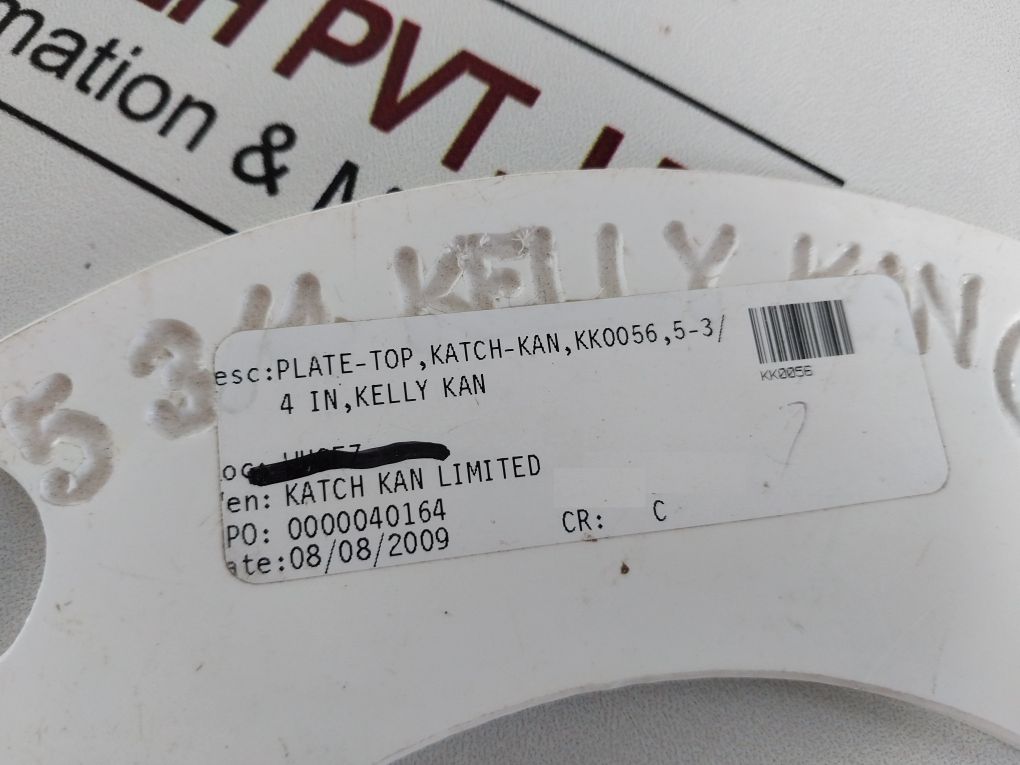 PVT.
mation &
5 3/4 KELLY KAN
esc:PLATE-TOP,KATCH-KAN,KK0056,5-3/
4 IN,KELLY KAN
KK0056
en: KATCH KAN LIMITED
PO: 0000040164
CR: C
ate:08/08/2009